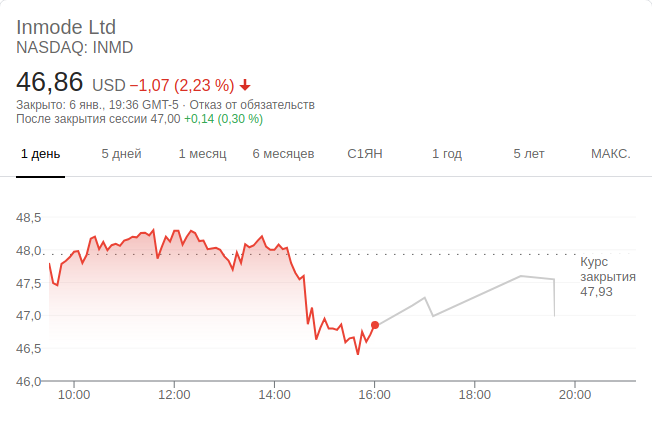 Inmode Ltd
NASDAQ: INMD
46,86 USD −1,07 (2,23 %)
Закрыто: 6 янв., 19:36 GMT-5 · Отказ от обязательств
После закрытия сессии 47,00 +0,14 (0,30 %)
1 день 5 дней 1 месяц 6 месяцев С1ЯН 1 год 5 лет МАКС.
48,5
48,0
47,5
47,0
46,5
46,0
Курс
закрытия
47,93
10:00 12:00 14:00 16:00 18:00 20:00